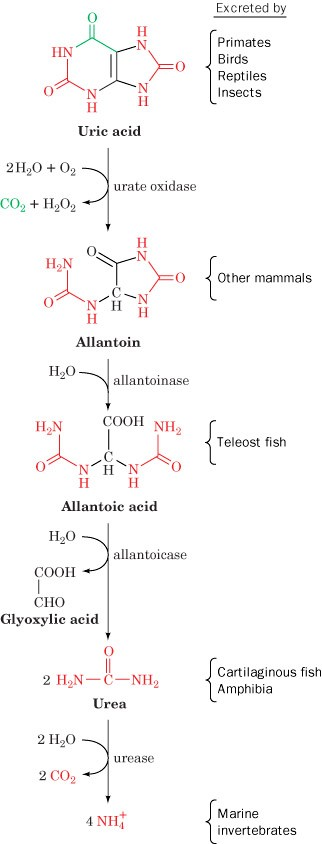 Excreted by
O
HN
H
N
O
O
N
H
N
H
Primates
Birds
Reptiles
Insects
Uric acid
2H₂O + O₂
urate oxidase
CO₂ + H₂O₂
H₂N
O
H
N
O
O
N
H
C
H
N
H
Other mammals
Allantoin
H₂O
allantoinase
COOH
H₂N
NH₂
O
N
H
C
H
N
H
O
Teleost fish
Allantoic acid
H₂O
allantoicase
COOH
CHO
Glyoxylic acid
O
2 H₂N—C—NH₂
Urea
Cartilaginous fish
Amphibia
2 H₂O
urease
2 CO₂
4 NH₄⁺
Marine
invertebrates